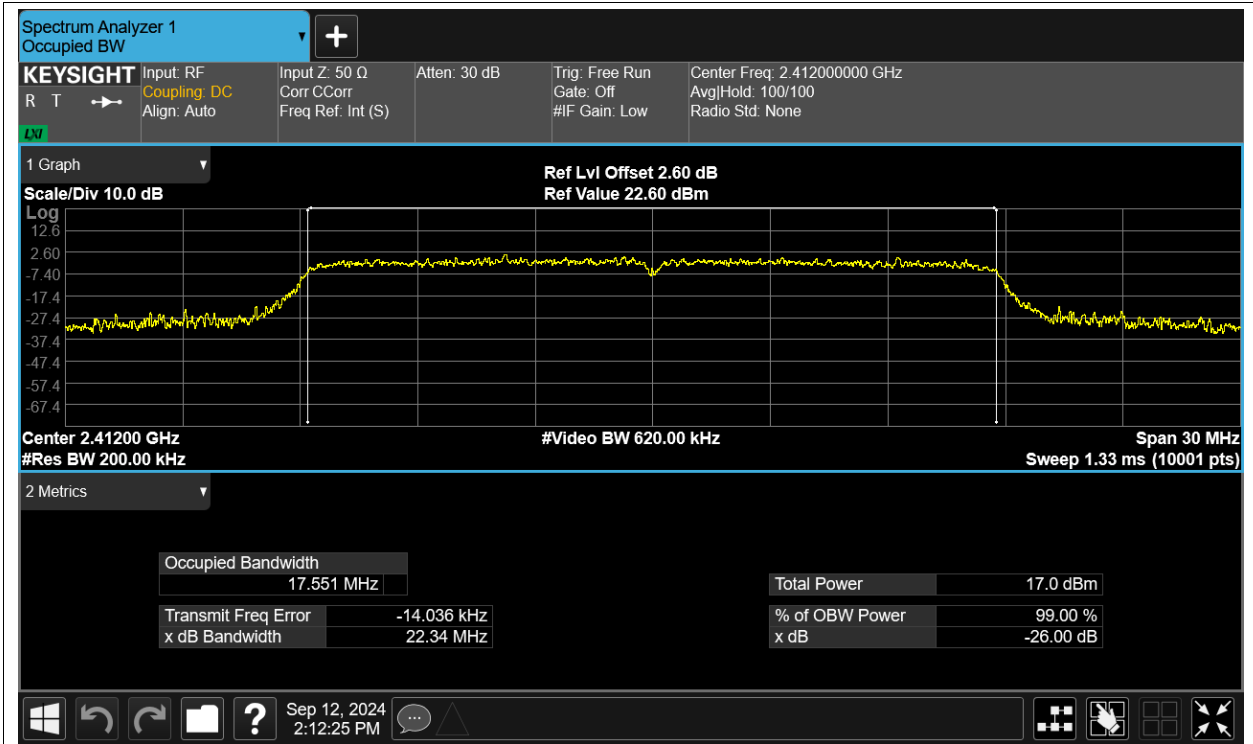 Spectrum Analyzer 1
Occupied BW
KEYSIGHT
R T
LXI
Input: RF
Coupling: DC
Align: Auto
Input Z: 50 Ω
Corr CCorr
Freq Ref: Int (S)
Atten: 30 dB
Trig: Free Run
Gate: Off
#IF Gain: Low
Center Freq: 2.412000000 GHz
Avg|Hold: 100/100
Radio Std: None
1 Graph
Ref Lvl Offset 2.60 dB
Scale/Div 10.0 dB
Ref Value 22.60 dBm
Log
12.6
2.60
-7.40
-17.4
-27.4
-37.4
-47.4
-57.4
-67.4
Center 2.41200 GHz
#Video BW 620.00 kHz
Span 30 MHz
#Res BW 200.00 kHz
Sweep 1.33 ms (10001 pts)
2 Metrics
Occupied Bandwidth
17.551 MHz
Total Power 17.0 dBm
Transmit Freq Error -14.036 kHz
% of OBW Power 99.00 %
x dB Bandwidth 22.34 MHz
x dB -26.00 dB
?
Sep 12, 2024
2:12:25 PM